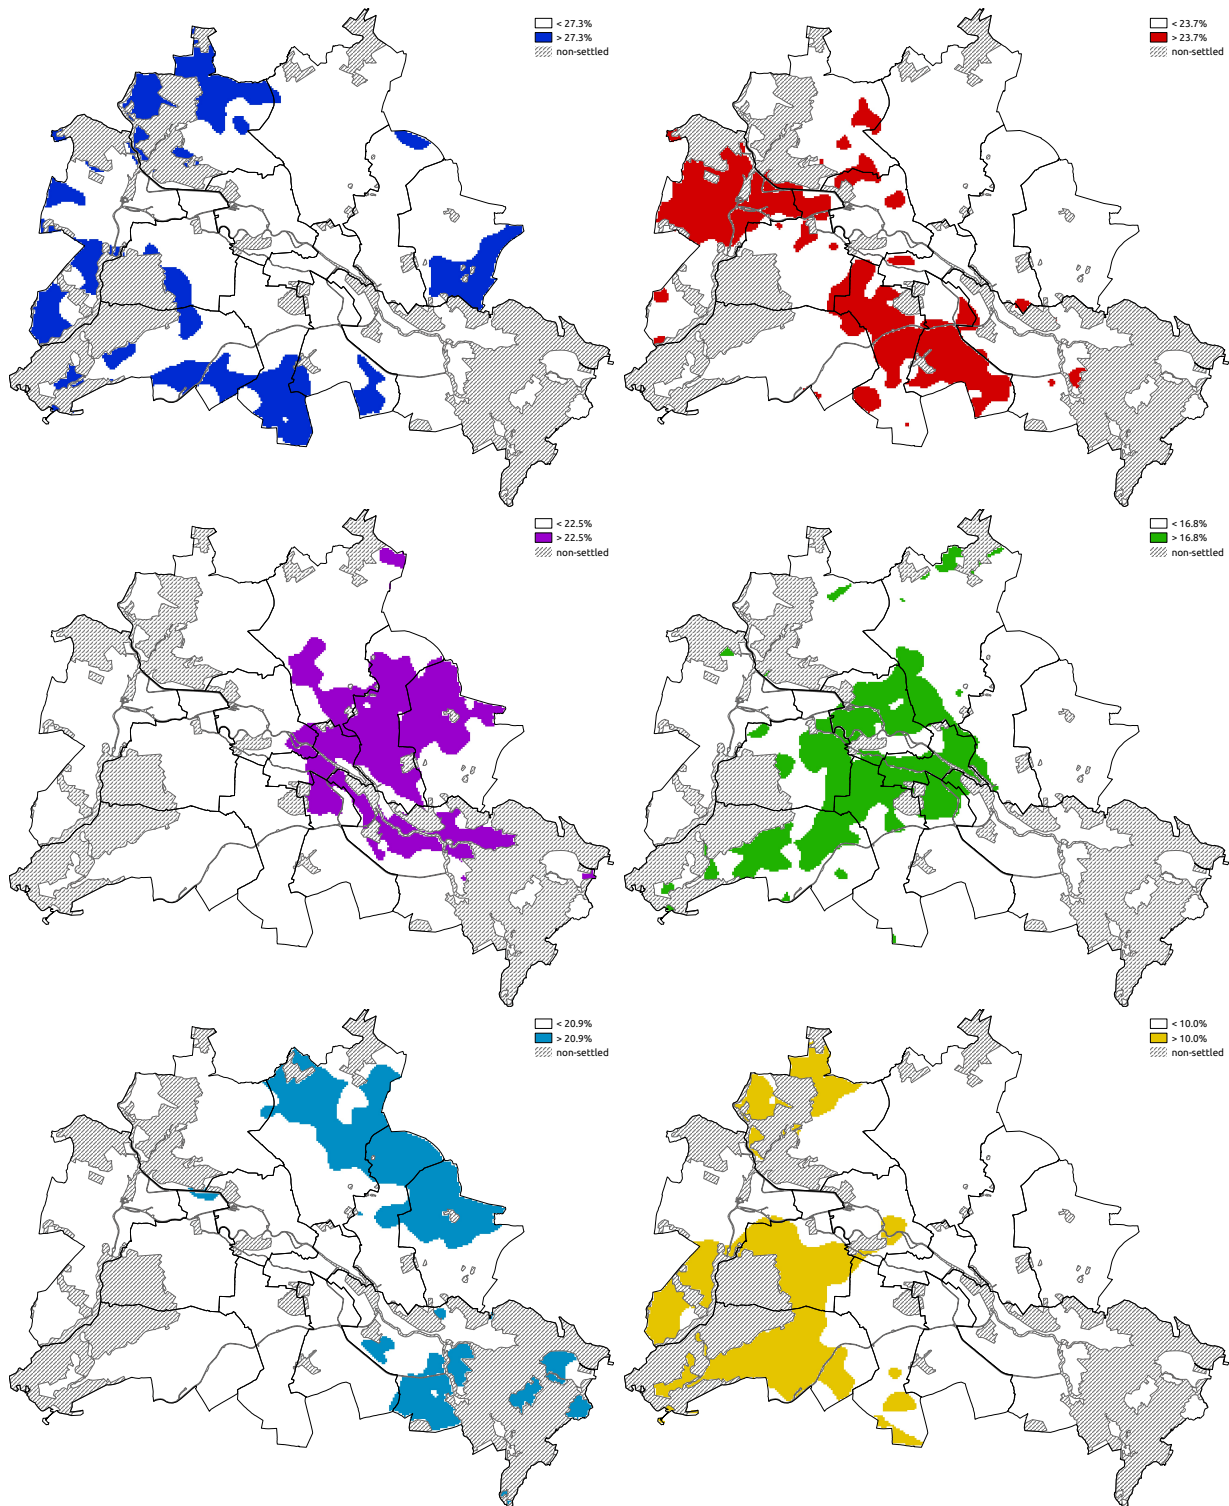 < 27.3%
> 27.3%
non-settled
< 23.7%
> 23.7%
non-settled
< 22.5%
> 22.5%
non-settled
< 16.8%
> 16.8%
non-settled
< 20.9%
> 20.9%
non-settled
< 10.0%
> 10.0%
non-settled